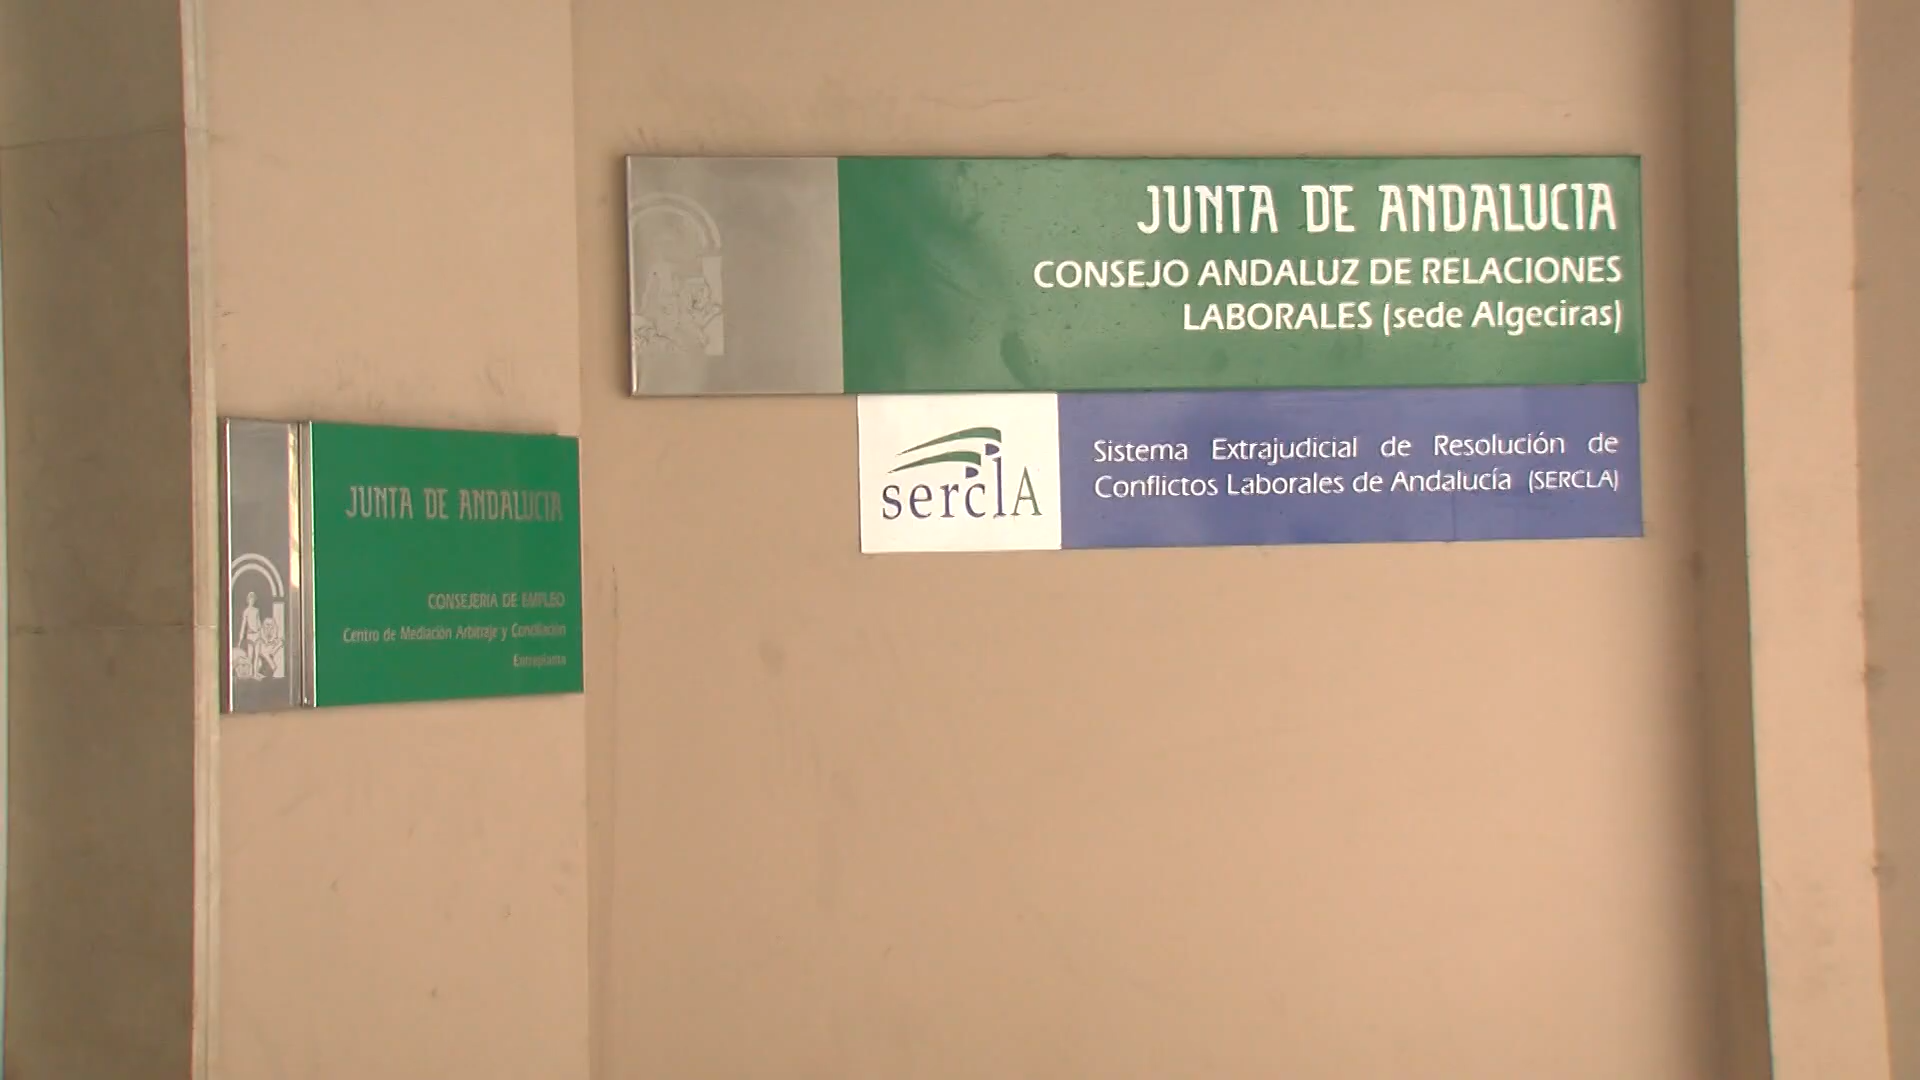 JUNTA DE ANDALUCIA
CONSEJO ANDALUZ DE RELACIONES
LABORALES (sede Algeciras)
serclA
Sistema Extrajudicial de Resolución de
Conflictos Laborales de Andalucía (SERCLA)
JUNTA DE ANDALUCIA
CONSEJERIA DE EMPLEO
Centro de Mediación Arbitraje y Conciliación
Entreplanta